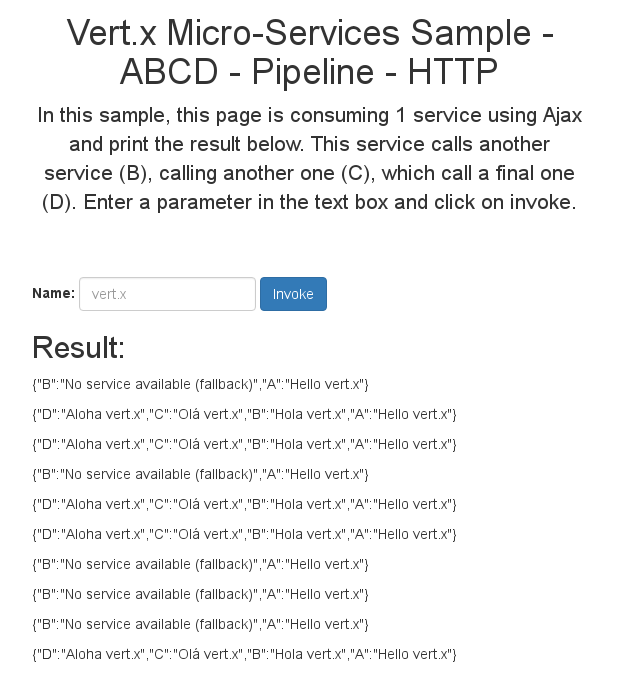 Vert.x Micro-Services Sample -
ABCD - Pipeline - HTTP
In this sample, this page is consuming 1 service using Ajax
and print the result below. This service calls another
service (B), calling another one (C), which call a final one
(D). Enter a parameter in the text box and click on invoke.
Name: vert.x Invoke
Result:
{"B":"No service available (fallback)","A":"Hello vert.x"}
{"D":"Aloha vert.x","C":"Olá vert.x","B":"Hola vert.x","A":"Hello vert.x"}
{"D":"Aloha vert.x","C":"Olá vert.x","B":"Hola vert.x","A":"Hello vert.x"}
{"B":"No service available (fallback)","A":"Hello vert.x"}
{"D":"Aloha vert.x","C":"Olá vert.x","B":"Hola vert.x","A":"Hello vert.x"}
{"D":"Aloha vert.x","C":"Olá vert.x","B":"Hola vert.x","A":"Hello vert.x"}
{"B":"No service available (fallback)","A":"Hello vert.x"}
{"B":"No service available (fallback)","A":"Hello vert.x"}
{"B":"No service available (fallback)","A":"Hello vert.x"}
{"D":"Aloha vert.x","C":"Olá vert.x","B":"Hola vert.x","A":"Hello vert.x"}